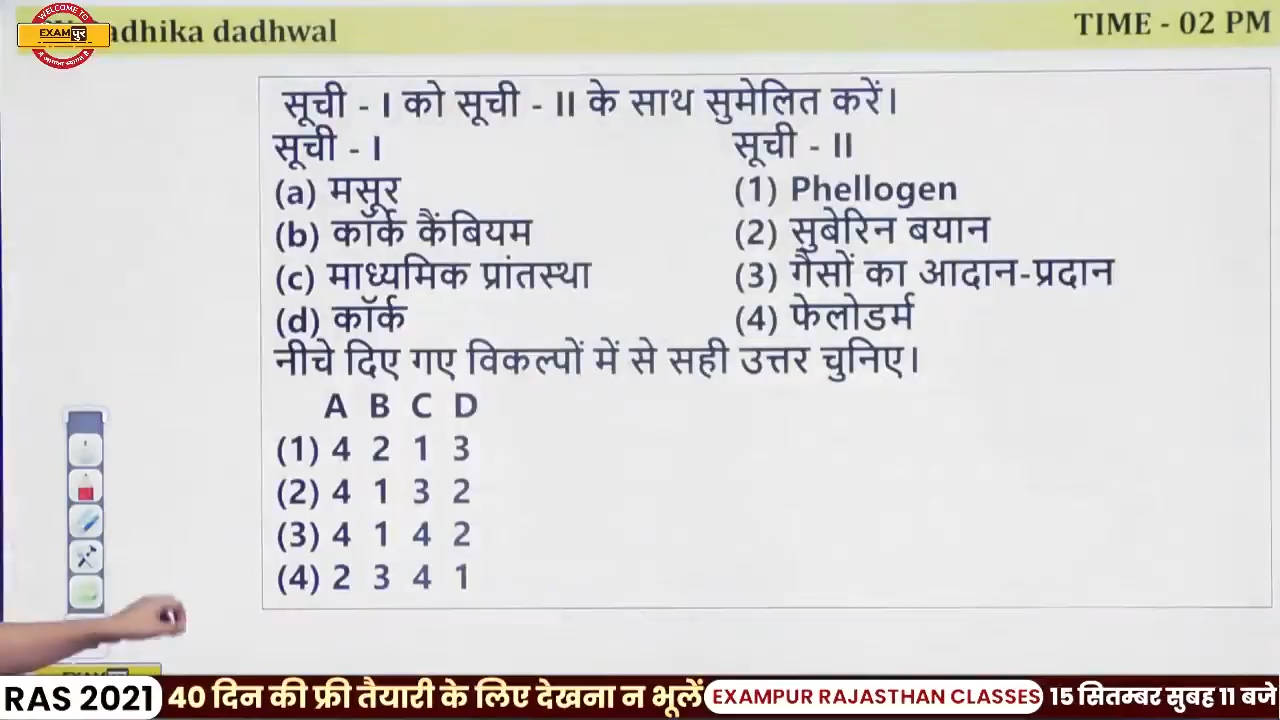 WELCOME TO
EXAMपुर
adhika dadhwal
TIME - 02 PM
सूची - I को सूची - II के साथ सुमेलित करें।
सूची - I सूची - II
(a) मसूर (1) Phellogen
(b) कॉर्क कैंबियम (2) सुबेरिन बयान
(c) माध्यमिक प्रांतस्था (3) गैसों का आदान-प्रदान
(d) कॉर्क (4) फेलोडर्म
नीचे दिए गए विकल्पों में से सही उत्तर चुनिए।
A B C D
(1) 4 2 1 3
(2) 4 1 3 2
(3) 4 1 4 2
(4) 2 3 4 1
RAS 2021 40 दिन की फ्री तैयारी के लिए देखना न भूलें EXAMPUR RAJASTHAN CLASSES 15 सितम्बर सुबह 11 बजे